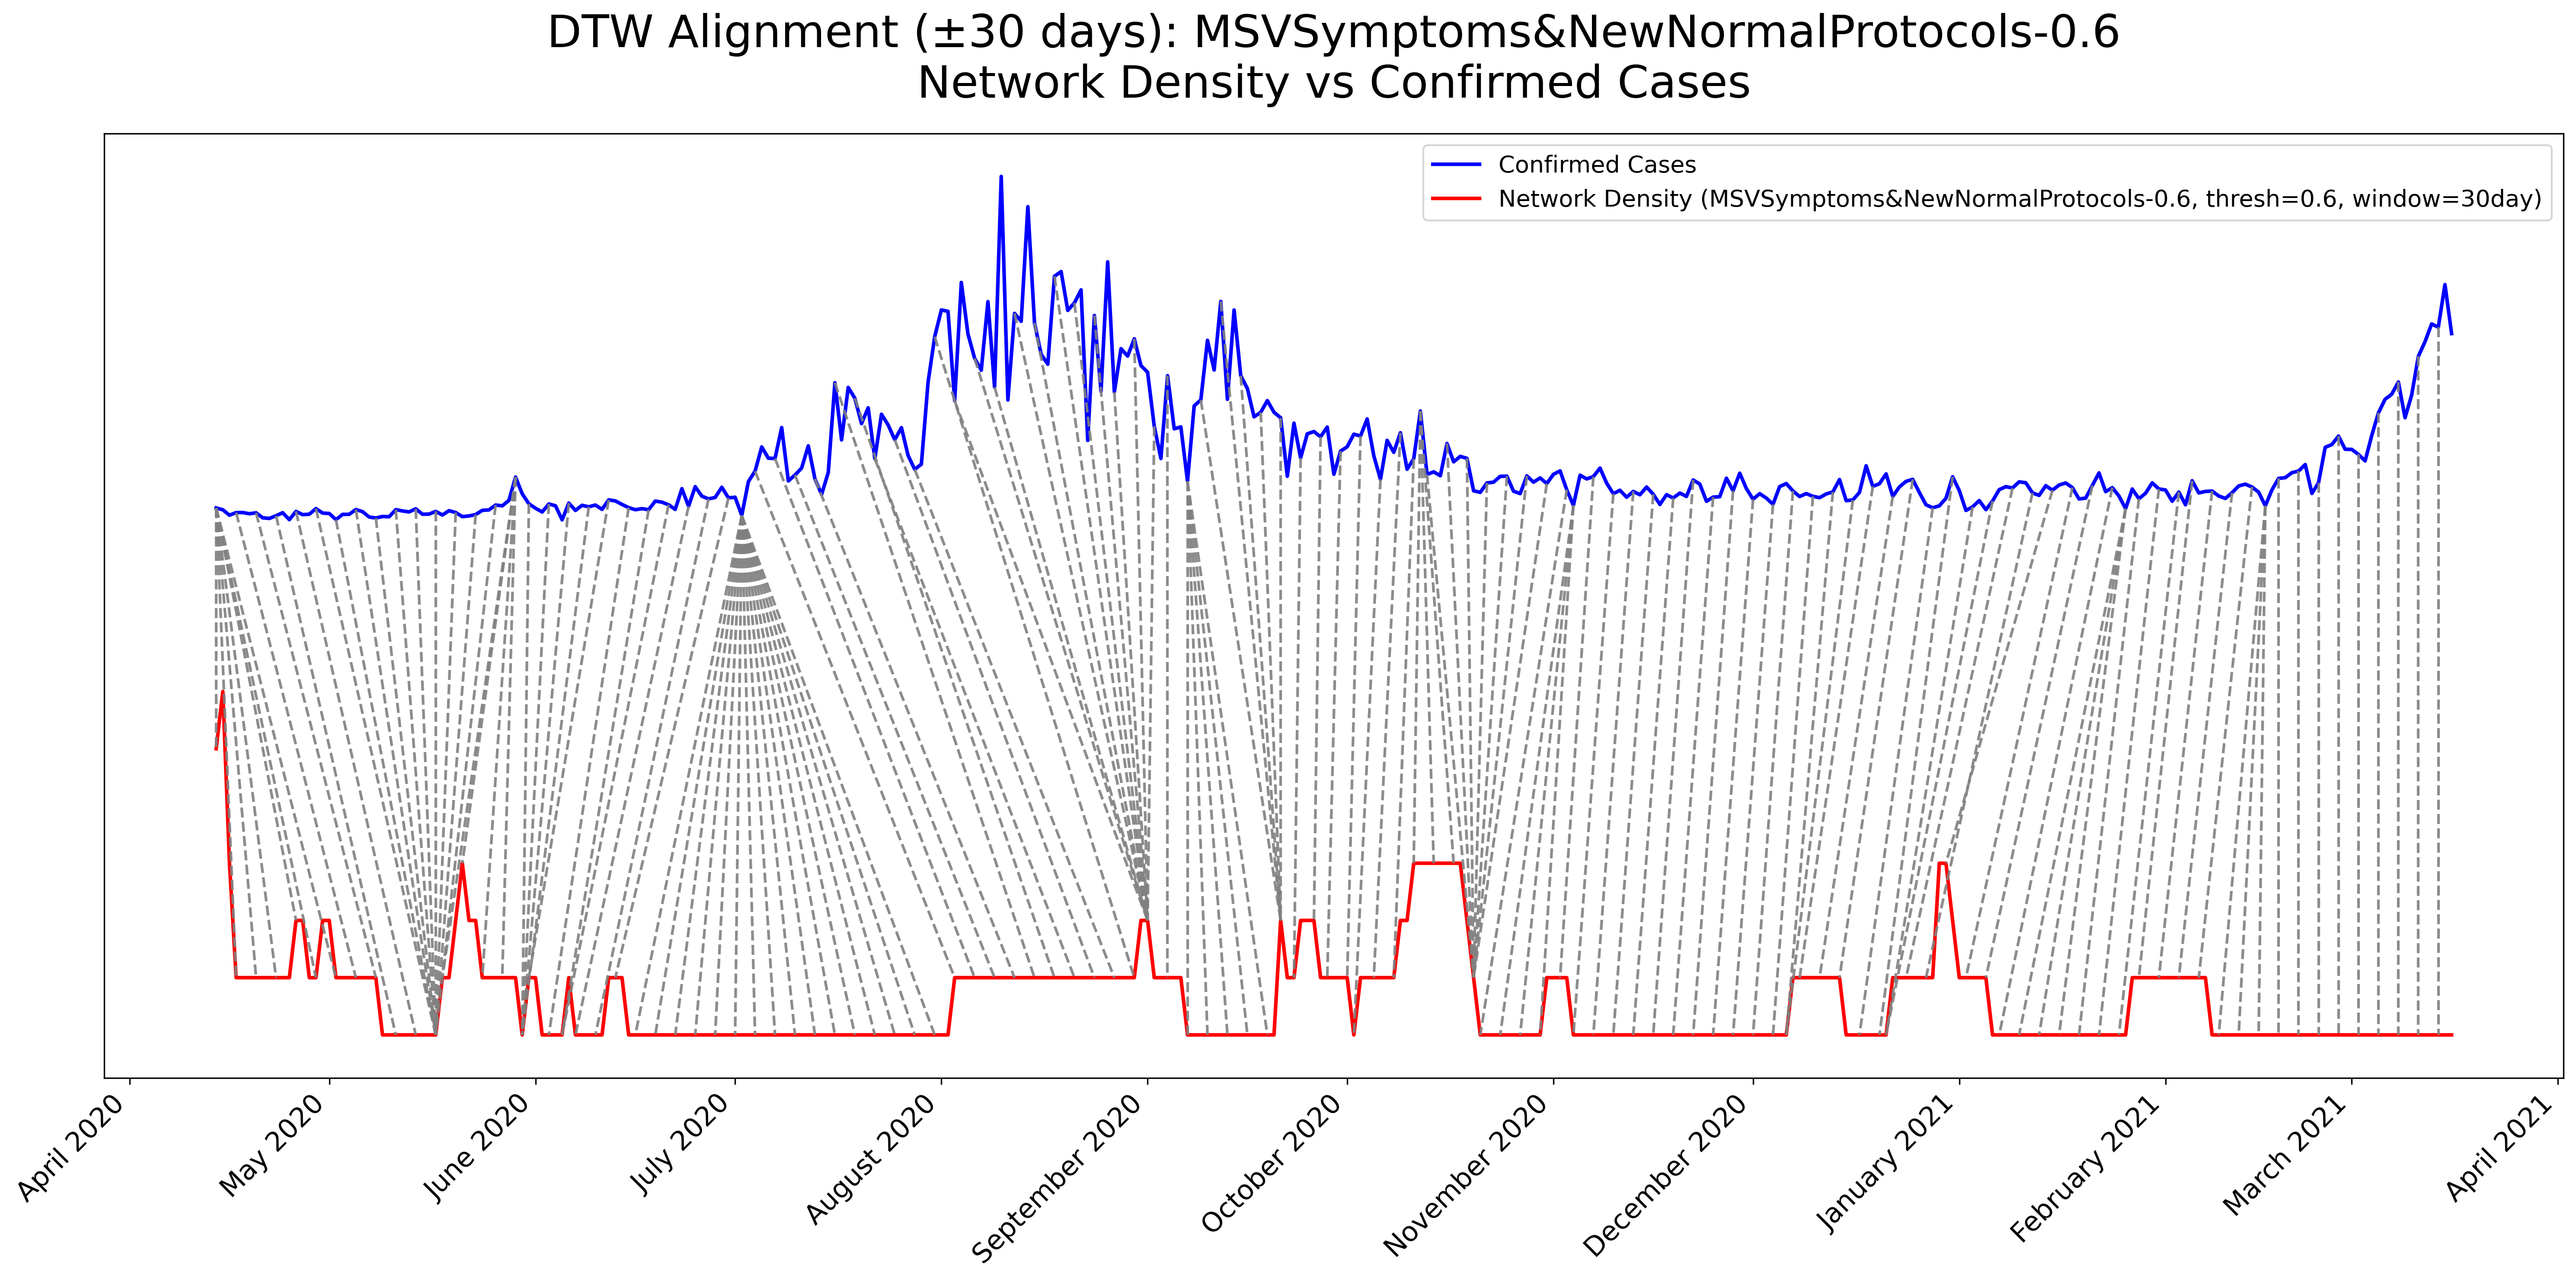 DTW Alignment (±30 days): MSVSymptoms&NewNormalProtocols-0.6
Network Density vs Confirmed Cases
Confirmed Cases
Network Density (MSVSymptoms&NewNormalProtocols-0.6, thresh=0.6, window=30day)
April 2020
May 2020
June 2020
July 2020
August 2020
September 2020
October 2020
November 2020
December 2020
January 2021
February 2021
March 2021
April 2021